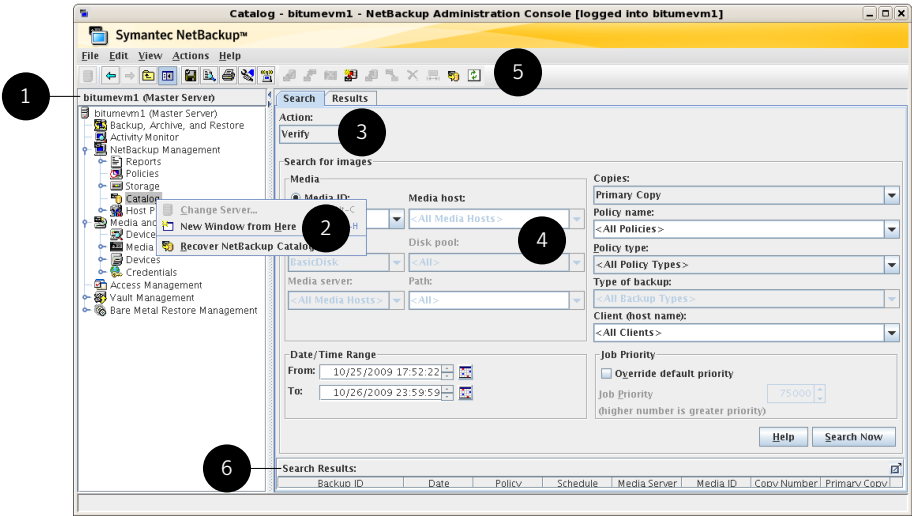 Catalog - bitumevm1 - NetBackup Administration Console [logged into bitumevm1]
Symantec NetBackup™
File Edit View Actions Help
5
1
bitumevm1 (Master Server)
bitumevm1 (Master Server)
Backup, Archive, and Restore
Activity Monitor
NetBackup Management
Reports
Policies
Storage
Catalog
Host P
Media and
Device
Media
Devices
Credentials
Access Management
Vault Management
Bare Metal Restore Management
Change Server...
-C
New Window from Here
-H
2
Recover NetBackup Catalog
Search Results
Action:
Verify
3
Search for images
Media
Media ID:
Media host:
<All Media Hosts>
4
Disk pool:
BasicDisk
<All>
Media server:
Path:
<All Media Hosts>
<All>
Copies:
Primary Copy
Policy name:
<All Policies>
Policy type:
<All Policy Types>
Type of backup:
<All Backup Types>
Client (host name):
<All Clients>
Date/Time Range
From: 10/25/2009 17:52:22
To: 10/26/2009 23:59:59
Job Priority
Override default priority
Job Priority 75000
(higher number is greater priority)
Help Search Now
6
Search Results:
Backup ID Date Policy Schedule Media Server Media ID Copy Number Primary Copy